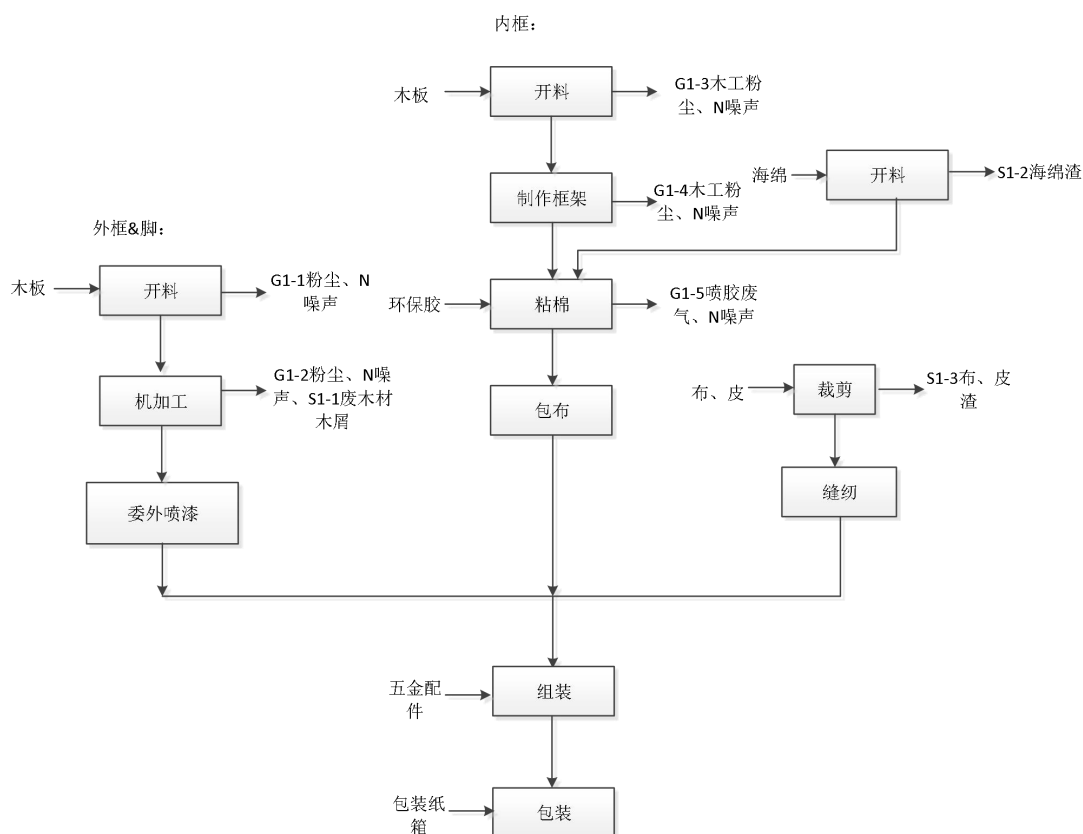 内框：
木板
开料
G1-3木工粉
尘、N噪声
海绵
开料
S1-2海绵渣
制作框架
G1-4木工粉
尘、N噪声
外框&脚：
木板
开料
G1-1粉尘、N
噪声
环保胶
粘棉
G1-5喷胶废
气、N噪声
机加工
G1-2粉尘、N噪
声、S1-1废木材
木屑
包布
布、皮
裁剪
S1-3布、皮
渣
委外喷漆
缝纫
五金配
件
组装
包装纸
箱
包装